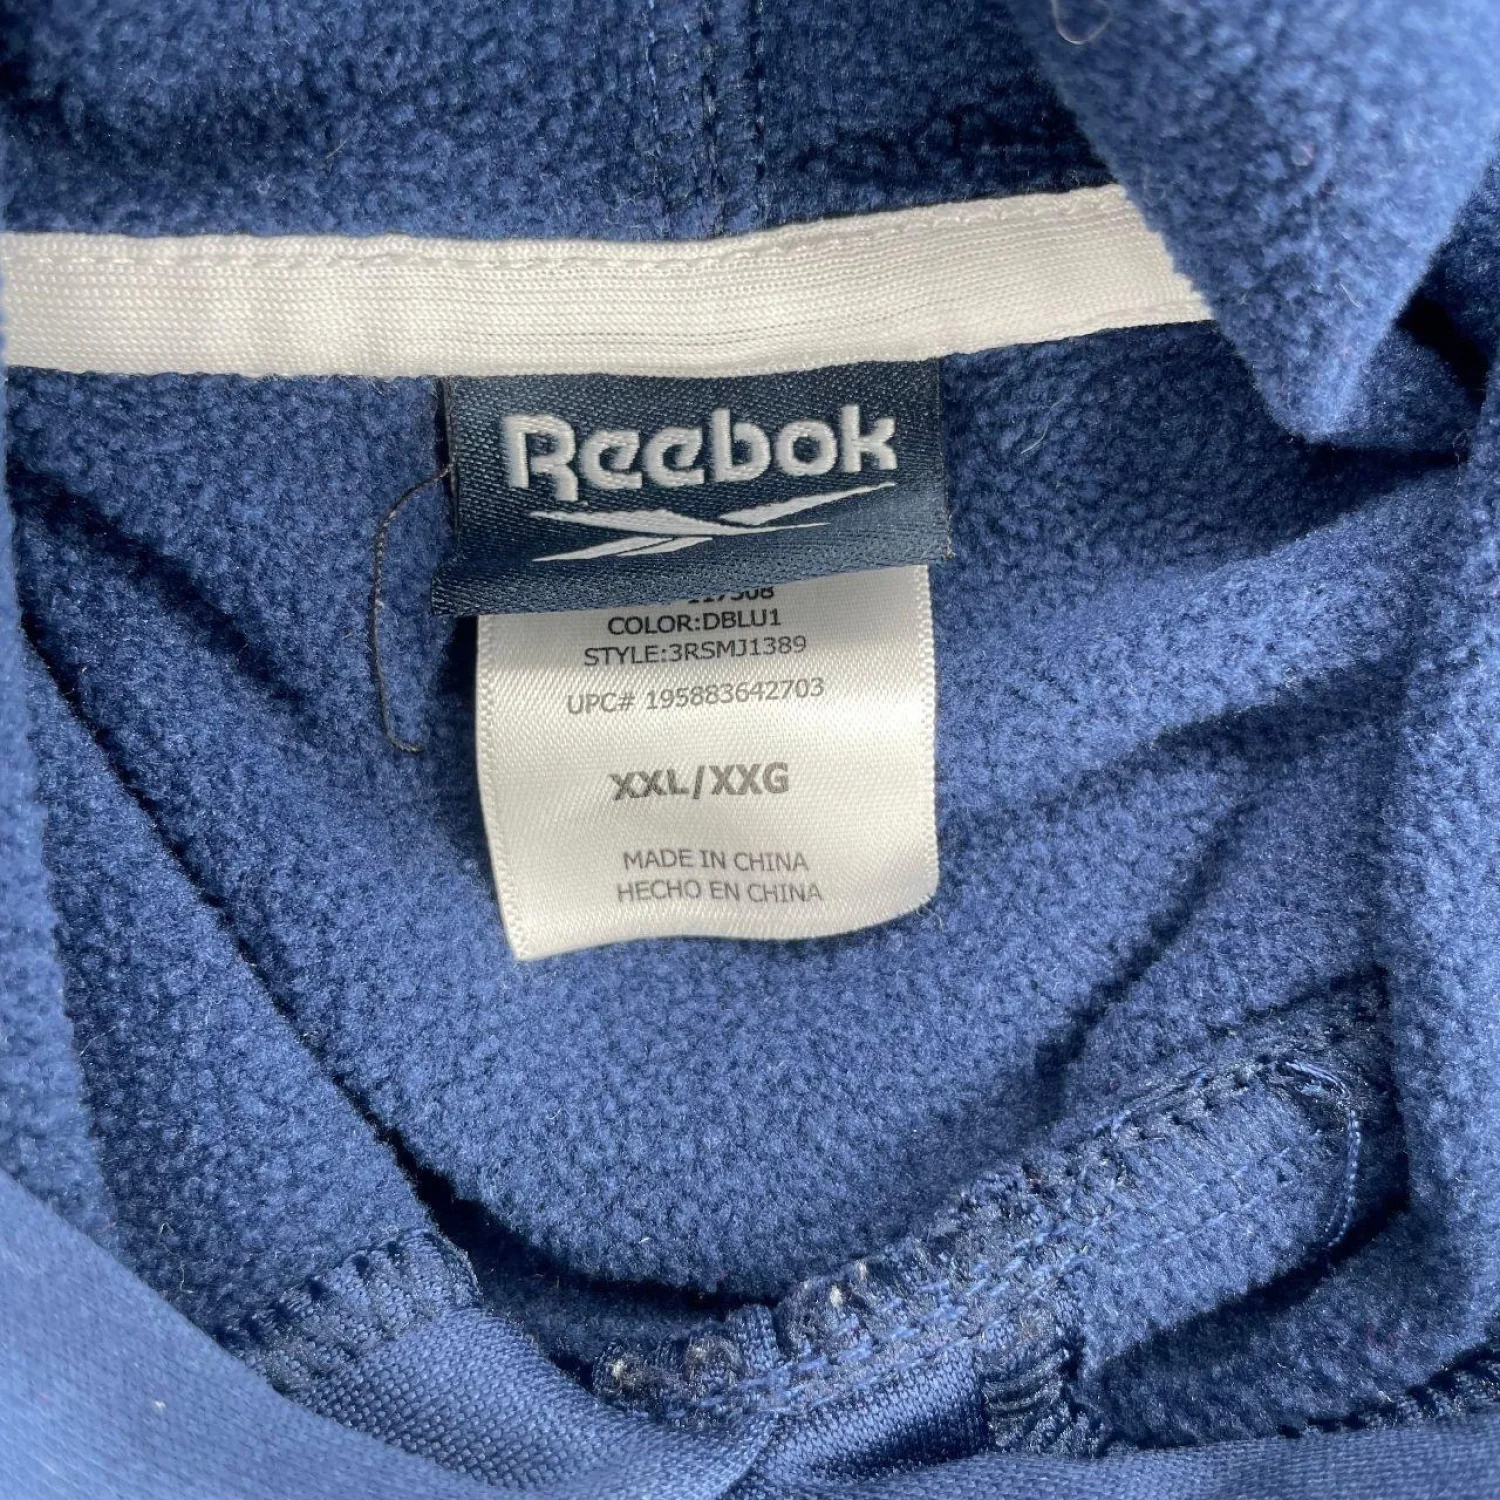 Reebok
COLOR:DBLU1
STYLE:3RSMJ1389
UPC# 195883642703
XXL/XXG
MADE IN CHINA
HECHO EN CHINA